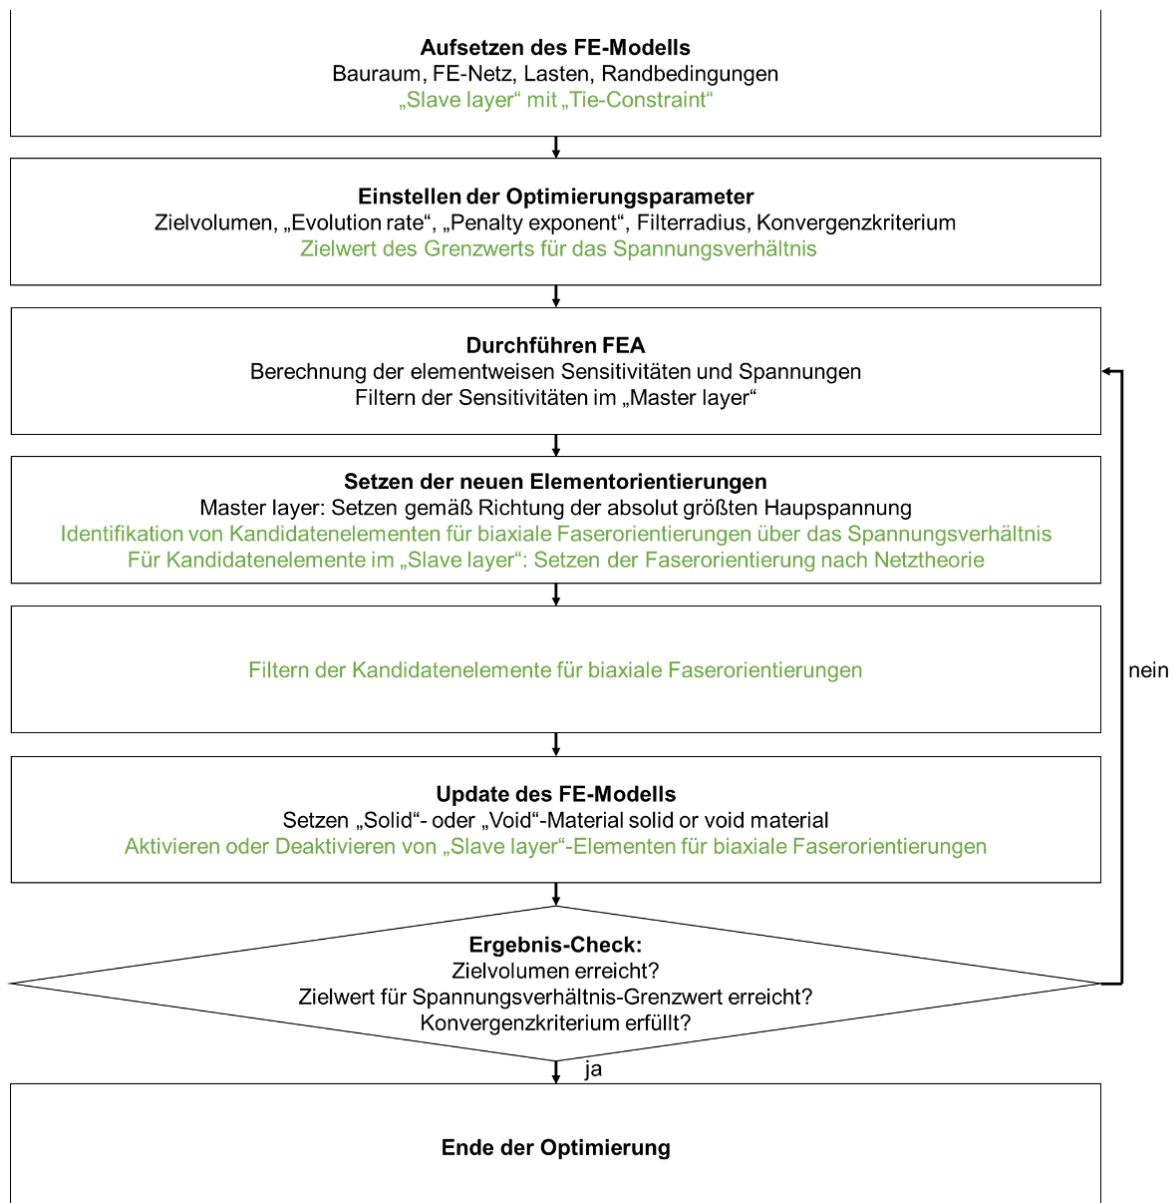 Aufsetzen des FE-Modells
Bauraum, FE-Netz, Lasten, Randbedingungen
„Slave layer“ mit „Tie-Constraint“
Einstellen der Optimierungsparameter
Zielvolumen, „Evolution rate“, „Penalty exponent“, Filterradius, Konvergenzkriterium
Zielwert des Grenzwerts für das Spannungsverhältnis
Durchführen FEA
Berechnung der elementweisen Sensitivitäten und Spannungen
Filtern der Sensitivitäten im „Master layer“
Setzen der neuen Elementorientierungen
Master layer: Setzen gemäß Richtung der absolut größten Haupspannung
Identifikation von Kandidatenelementen für biaxiale Faserorientierungen über das Spannungsverhältnis
Für Kandidatenelemente im „Slave layer“: Setzen der Faserorientierung nach Netztheorie
Filtern der Kandidatenelemente für biaxiale Faserorientierungen
nein
Update des FE-Modells
Setzen „Solid“- oder „Void“-Material solid or void material
Aktivieren oder Deaktivieren von „Slave layer“-Elementen für biaxiale Faserorientierungen
Ergebnis-Check:
Zielvolumen erreicht?
Zielwert für Spannungsverhältnis-Grenzwert erreicht?
Konvergenzkriterium erfüllt?
ja
Ende der Optimierung